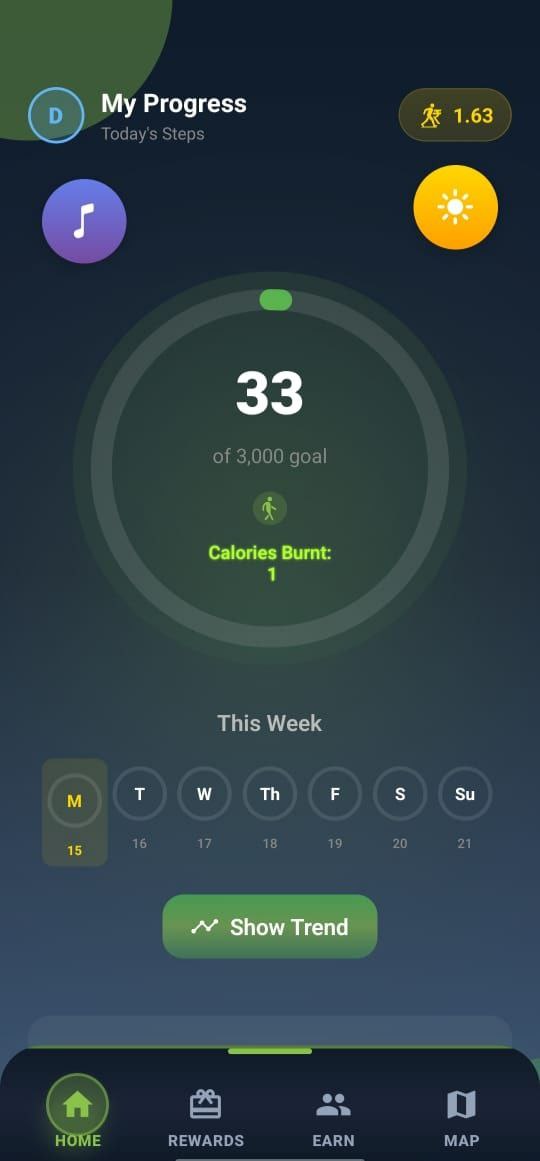 D
My Progress
Today's Steps
1.63
33
of 3,000 goal
Calories Burnt:
1
This Week
M
T
W
Th
F
S
Su
15
16
17
18
19
20
21
Show Trend
HOME
REWARDS
EARN
MAP